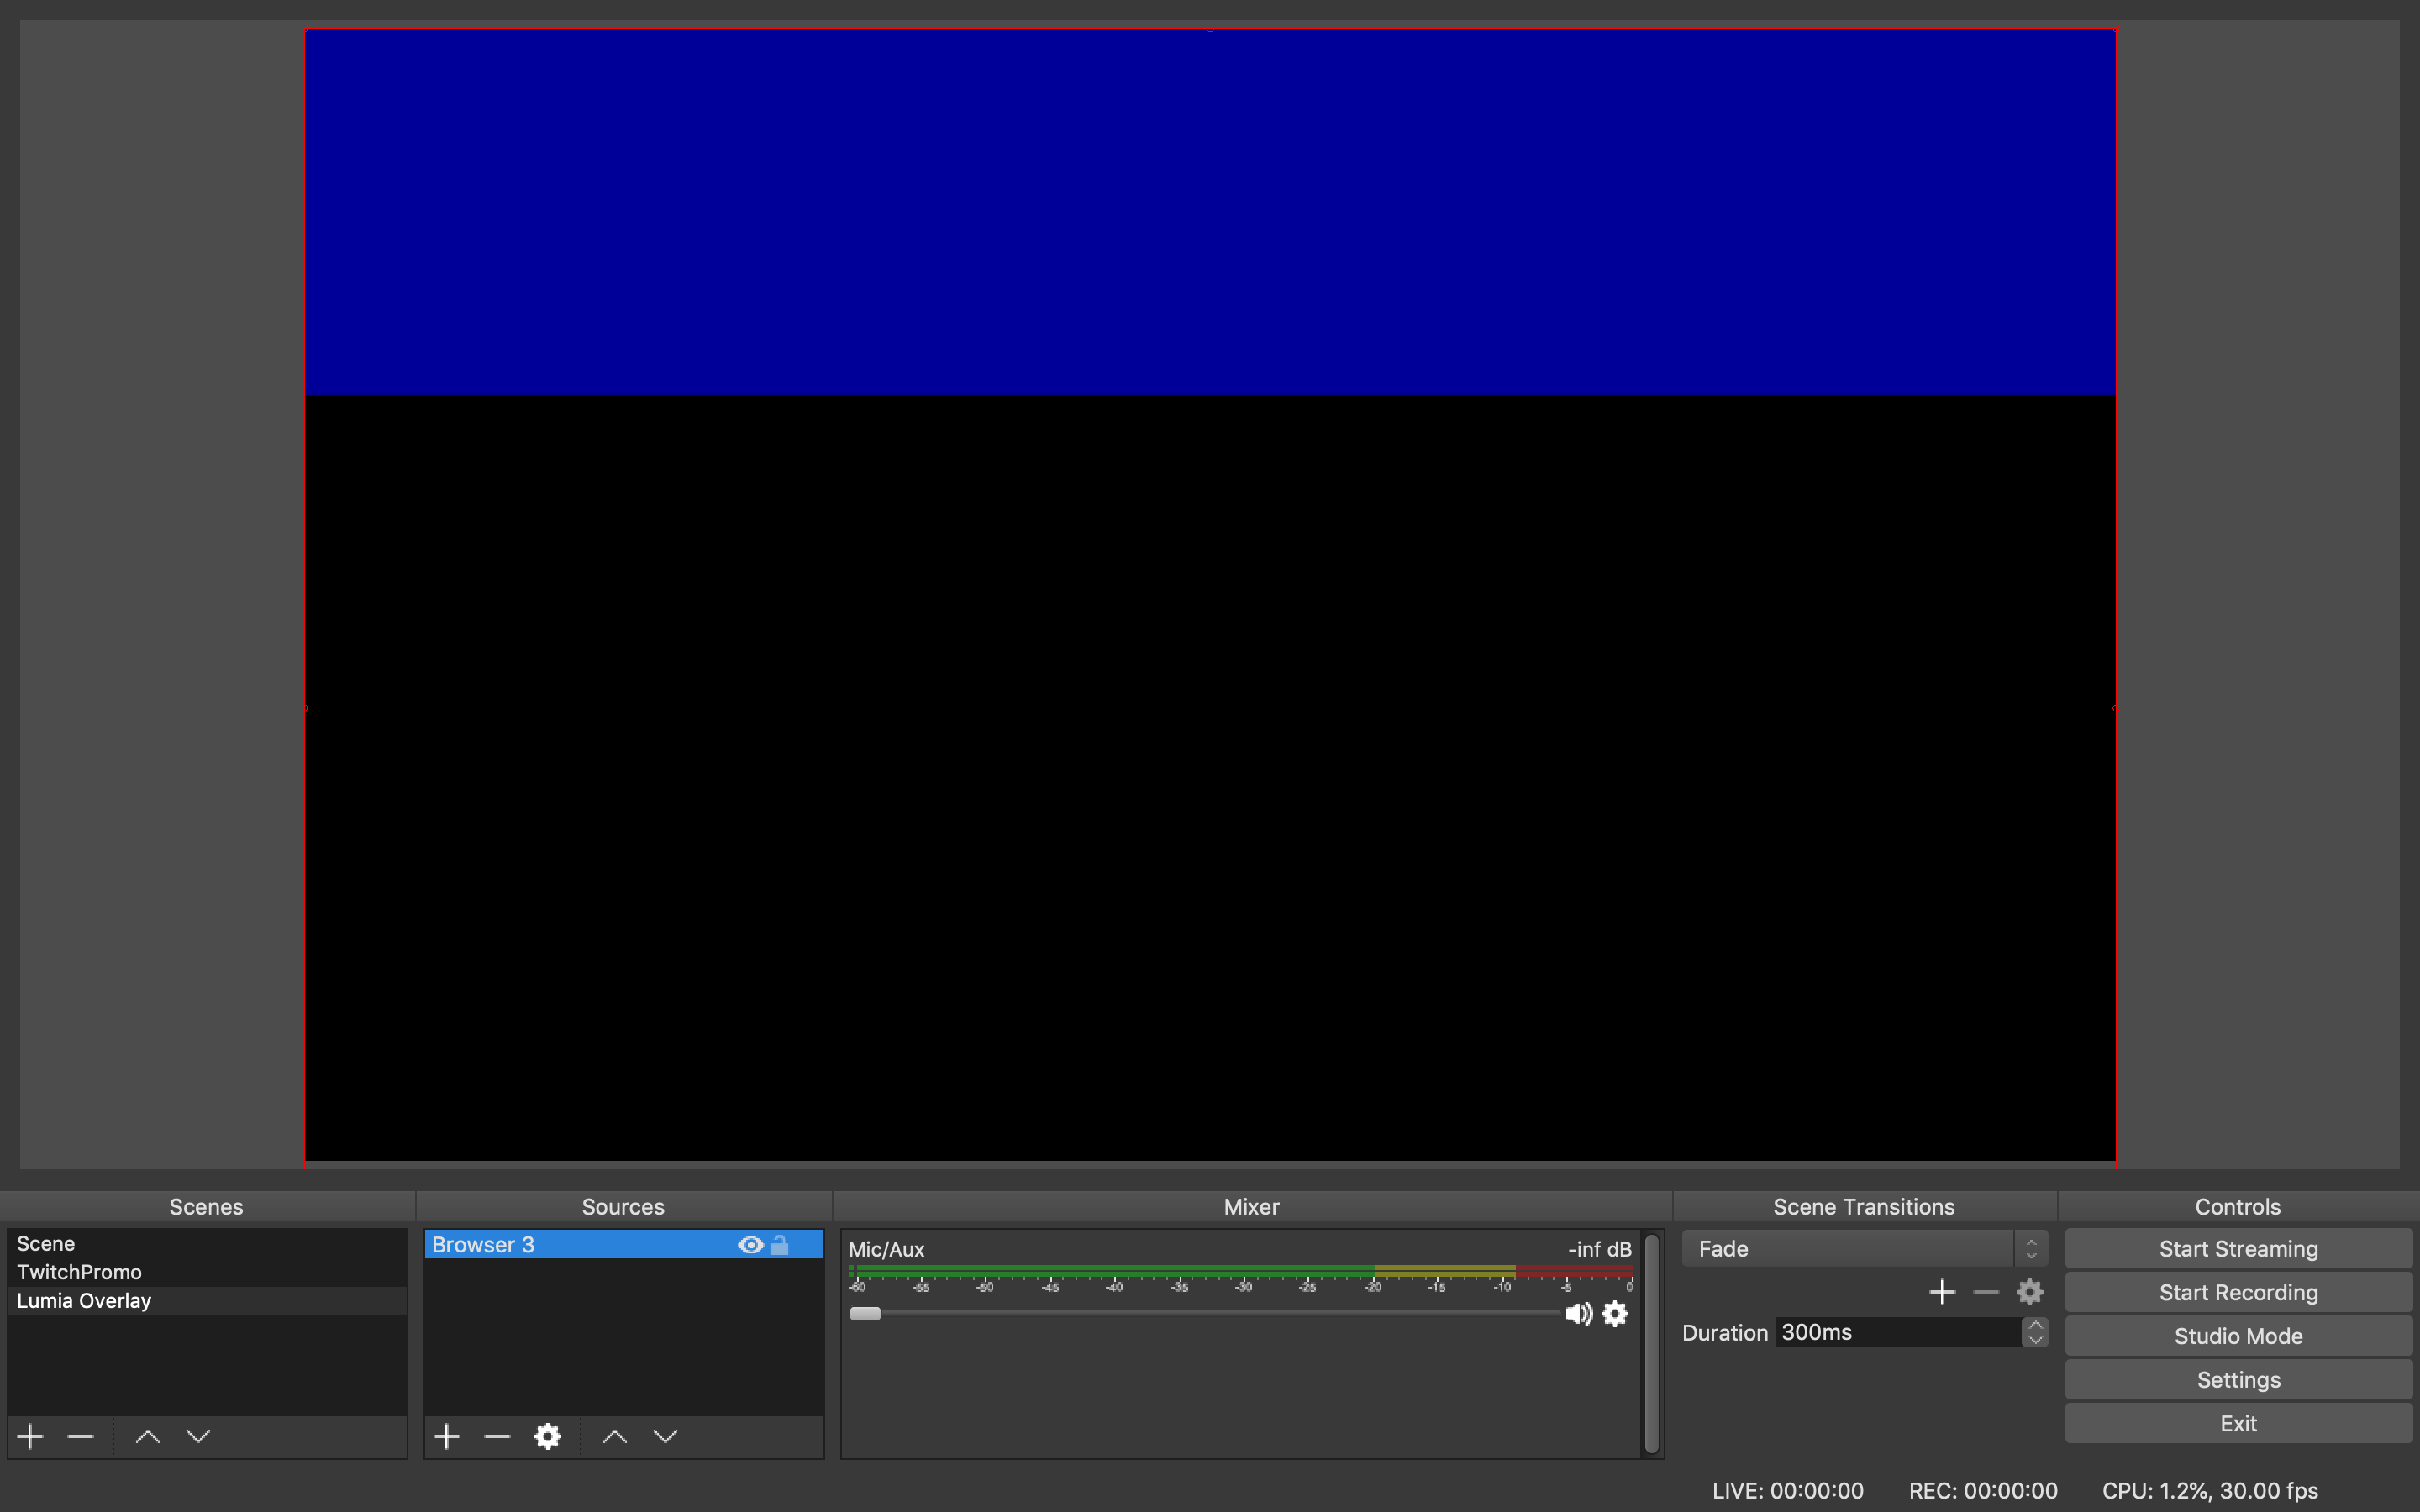 Scenes
Sources
Mixer
Scene Transitions
Controls
Scene
TwitchPromo
Lumia Overlay
Browser 3
Mic/Aux
-inf dB
-60 -55 -50 -45 -40 -35 -30 -25 -20 -15 -10 -5 0
Fade
Duration 300ms
Start Streaming
Start Recording
Studio Mode
Settings
Exit
LIVE: 00:00:00 REC: 00:00:00 CPU: 1.2%, 30.00 fps